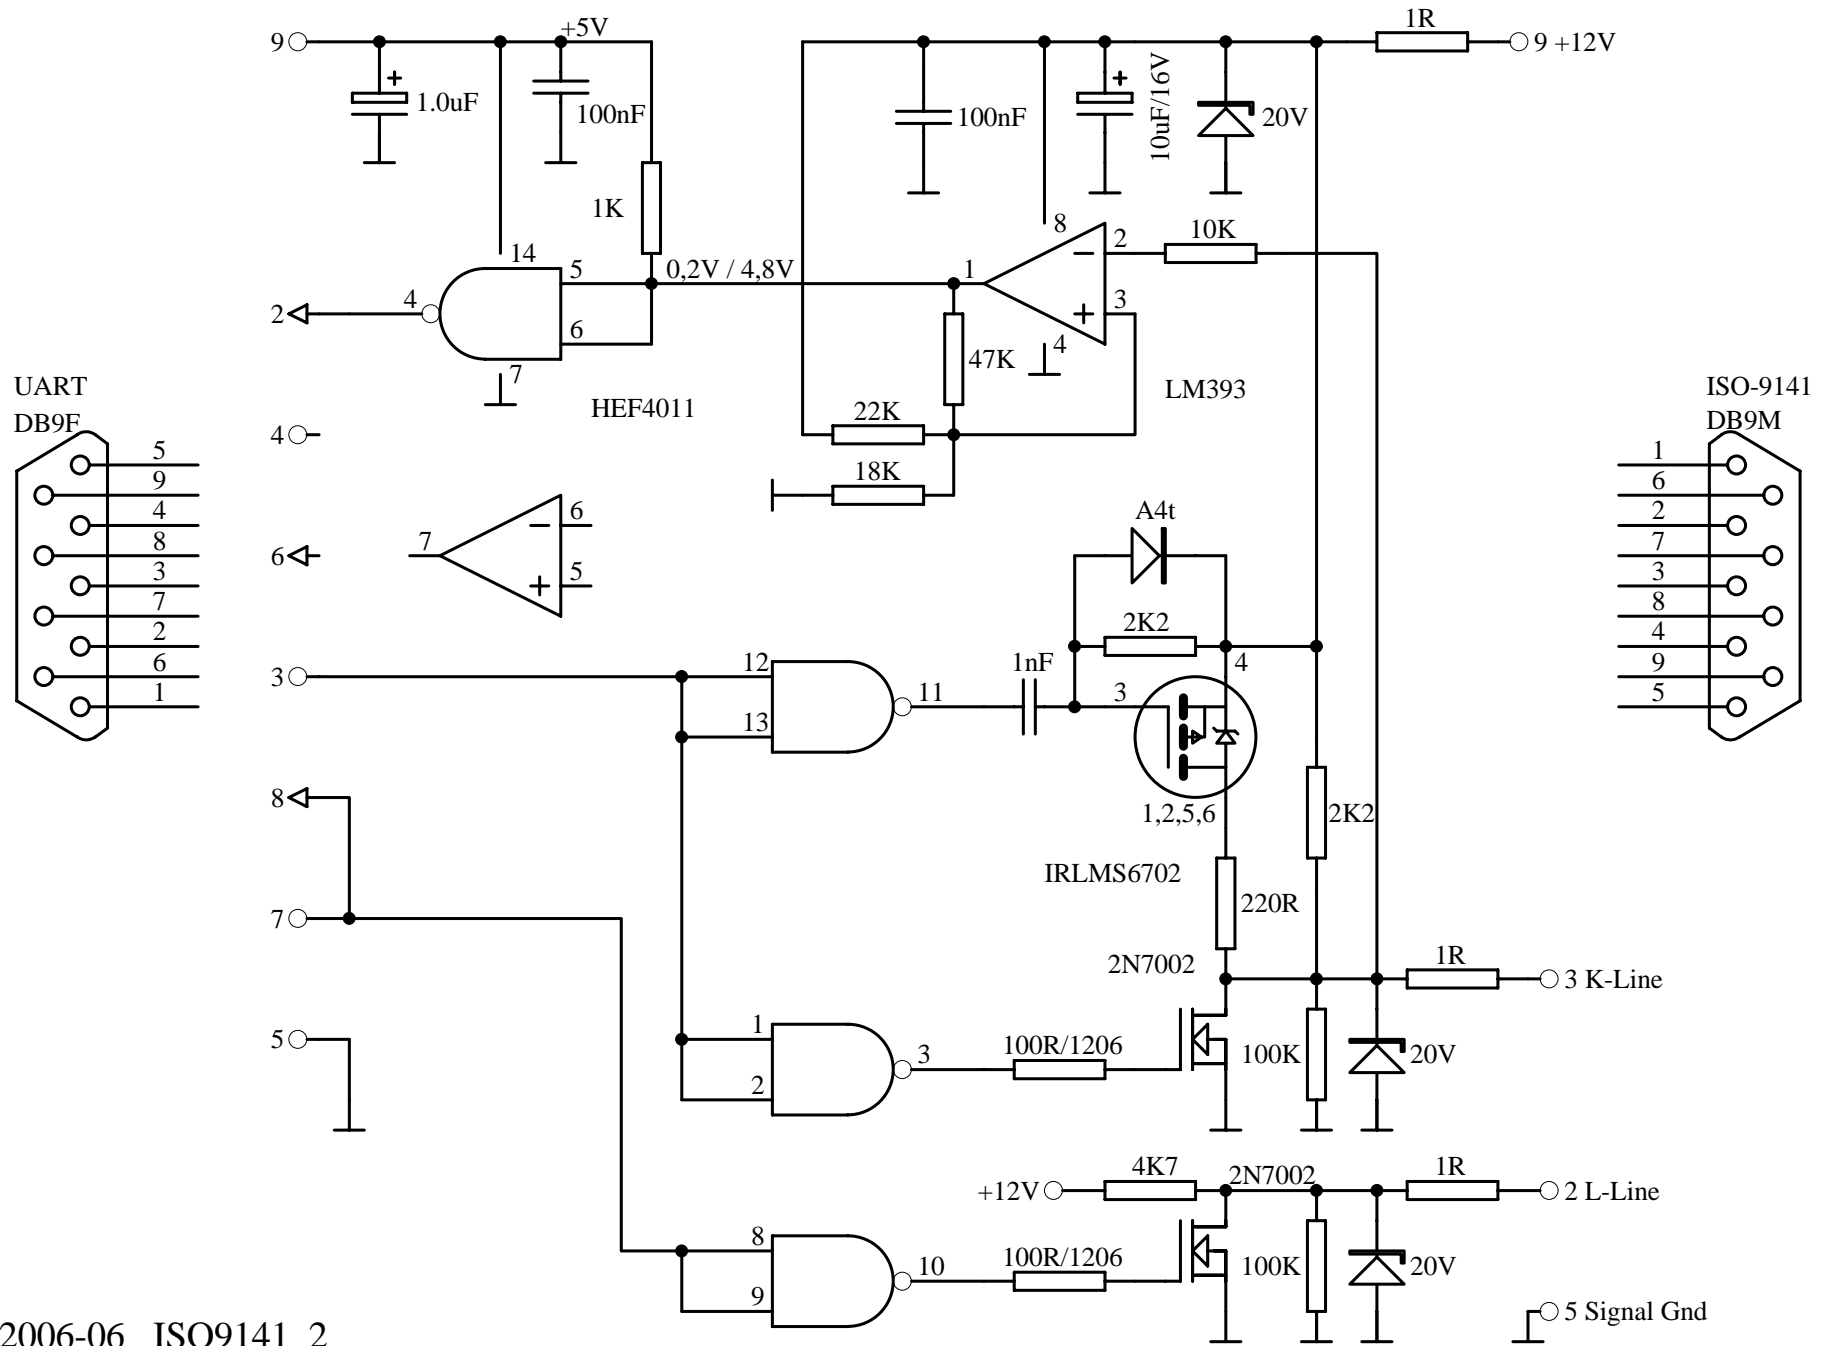 1R
9
+5V
9 +12V
+
1.0uF
100nF
100nF
+
10uF/16V
20V
1K
8
2
10K
14
5
0,2V / 4,8V
1
−
2
4
6
+
3
4
7
47K
LM393
UART
DB9F
HEF4011
22K
ISO-9141
DB9M
4
18K
5
9
4
8
3
7
2
6
1
1
6
2
7
3
8
4
9
5
6
7
−
6
+
5
A4t
2K2
1nF
4
3
12
13
11
3
1,2,5,6
2K2
8
IRLMS6702
220R
7
2N7002
1R
3 K-Line
5
1
2
3
100R/1206
100K
20V
+12V
4K7
2N7002
1R
2 L-Line
8
9
10
100R/1206
100K
20V
5 Signal Gnd
2006-06 ISO9141_2